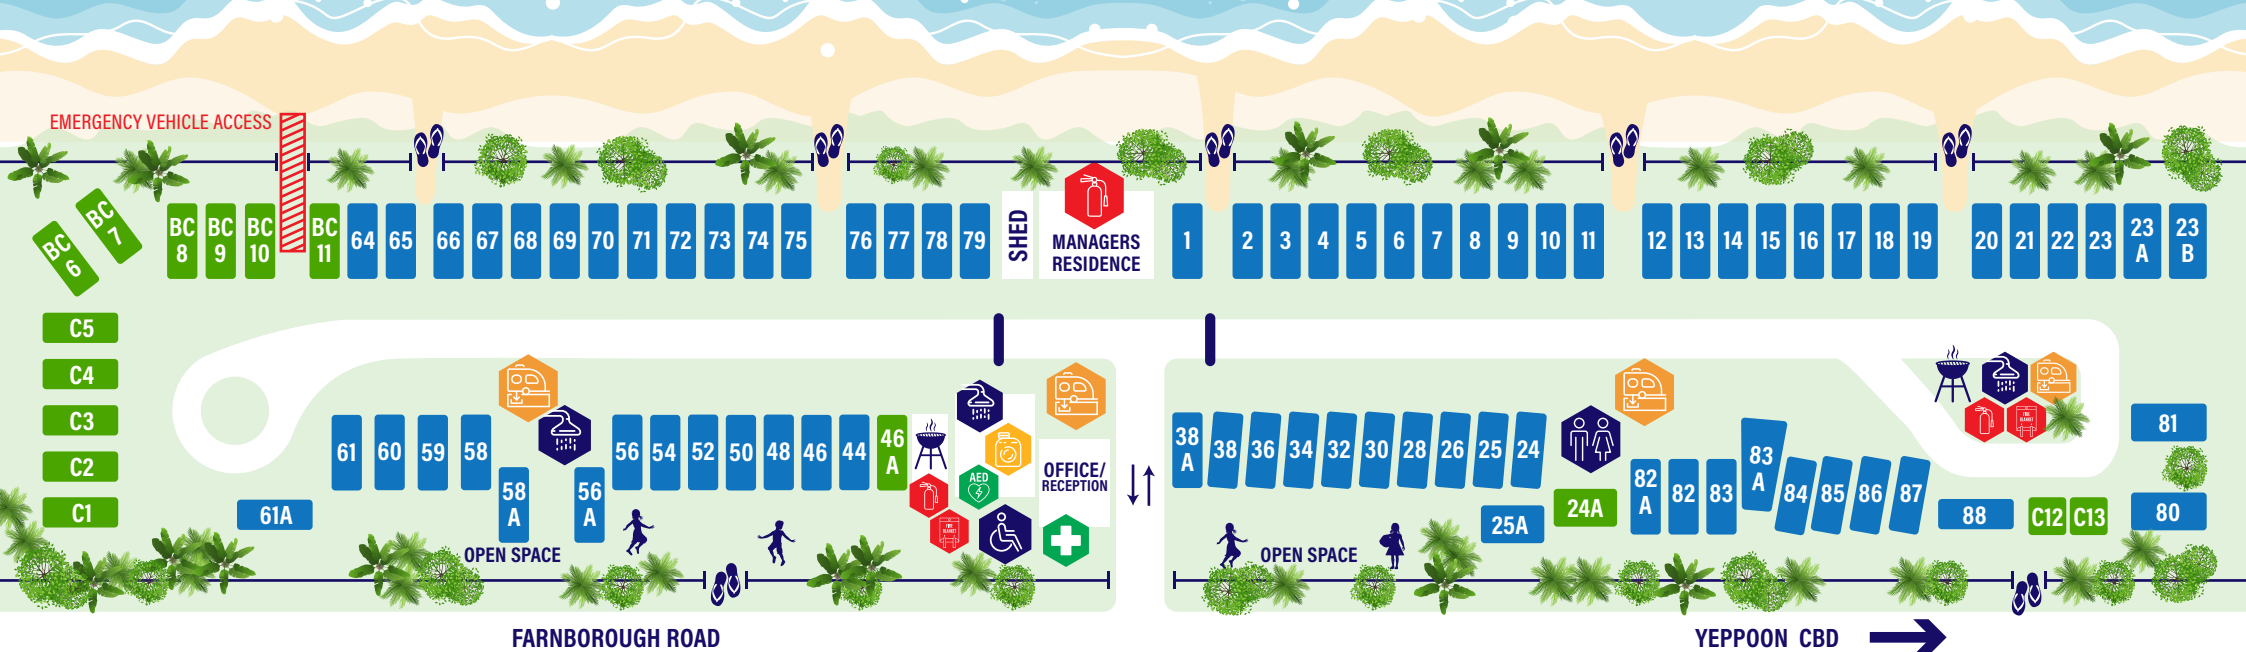 EMERGENCY VEHICLE ACCESS
BC
6
BC
7
BC
8
BC
9
BC
10
BC
11
64
65
66
67
68
69
70
71
72
73
74
75
76
77
78
79
SHED
MANAGERS
RESIDENCE
1
2
3
4
5
6
7
8
9
10
11
12
13
14
15
16
17
18
19
20
21
22
23
23
A
23
B
C5
C4
C3
C2
C1
61A
61
60
59
58
58
A
56
A
56
54
52
50
48
46
44
46
A
AED
FIRE
BLANKET
OFFICE/
RECEPTION
OPEN SPACE
38
A
38
36
34
32
30
28
26
25
24
25A
24A
82
A
82
83
83
A
84
85
86
87
88
C12
C13
FIRE
BLANKET
81
80
OPEN SPACE
FARNBOROUGH ROAD
YEPPOON CBD